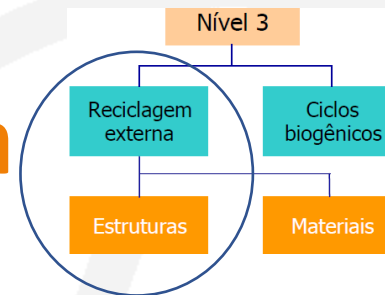 Nível 3
Reciclagem
externa
Ciclos
biogênicos
Estruturas
Materiais